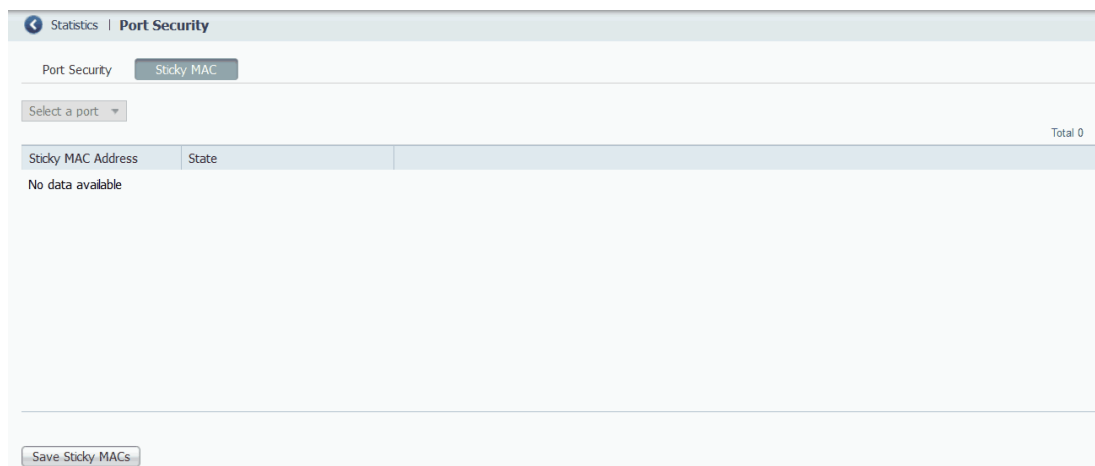 Statistics | Port Security
Port Security Sticky MAC
Select a port
Total 0
Sticky MAC Address State
No data available
Save Sticky MACs